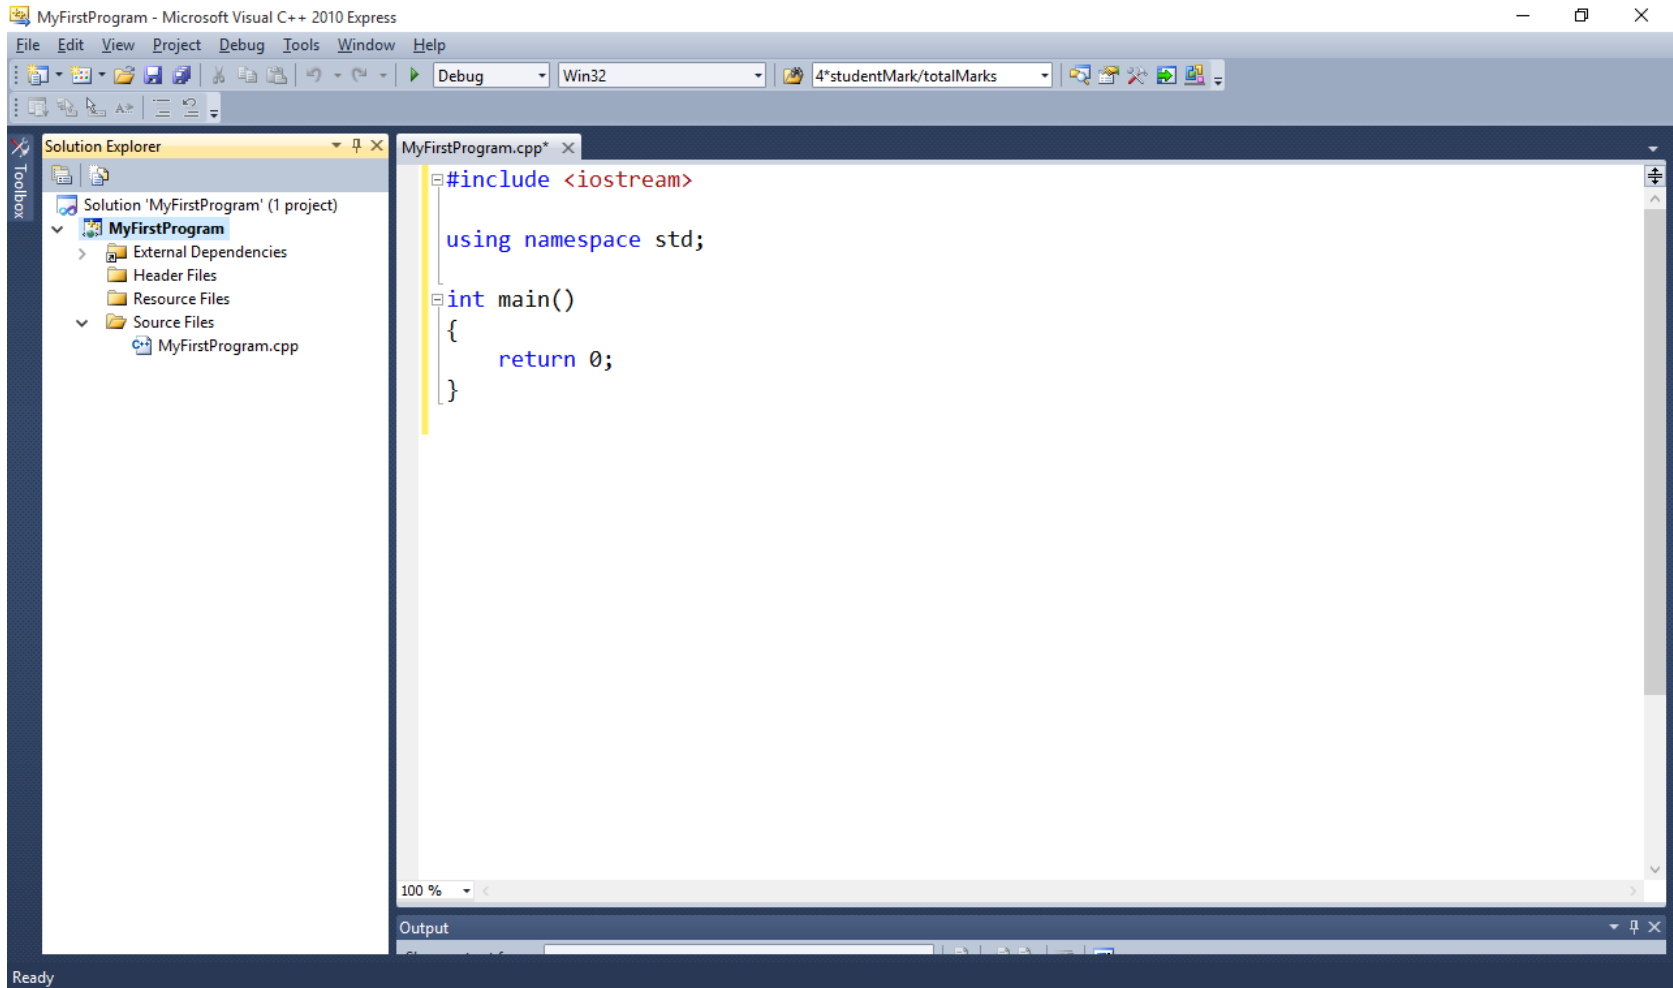 MyFirstProgram - Microsoft Visual C++ 2010 Express
File Edit View Project Debug Tools Window Help
Debug Win32 4*studentMark/totalMarks
Toolbox
Solution Explorer
Solution 'MyFirstProgram' (1 project)
MyFirstProgram
External Dependencies
Header Files
Resource Files
Source Files
MyFirstProgram.cpp
MyFirstProgram.cpp*
#include <iostream>
using namespace std;
int main()
{
return 0;
}
100 %
Output
Ready